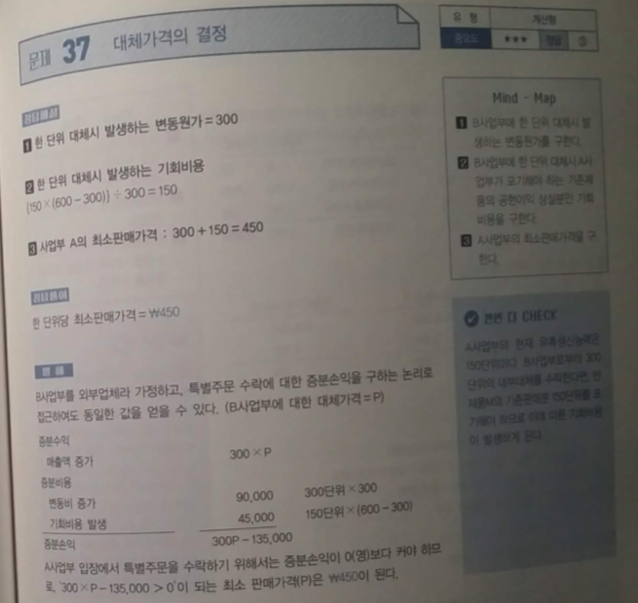 문제 37 대체가격의 결정
유 형 계산형
중요도 ★★★ 정답 ③
정답해설
1 한 단위 대체시 발생하는 변동원가 = 300
2 한 단위 대체시 발생하는 기회비용
{150 × (600 - 300)} ÷ 300 = 150
3 사업부 A의 최소판매가격 : 300 + 150 = 450
한 단위당 최소판매가격 = ₩450
별 해
B사업부를 외부업체라 가정하고, 특별주문 수락에 대한 증분손익을 구하는 논리로
접근하여도 동일한 값을 얻을 수 있다. (B사업부에 대한 대체가격 = P)
증분수익
매출액 증가 300 × P
증분비용
변동비 증가 90,000 300단위 × 300
기회비용 발생 45,000 150단위 × (600 - 300)
증분손익 300P - 135,000
A사업부 입장에서 특별주문을 수락하기 위해서는 증분손익이 0(영)보다 커야 하므
로, '300 × P - 135,000 > 0'이 되는 최소 판매가격(P)은 ₩450이 된다.
Mind - Map
1 B사업부에 한 단위 대체시 발
생하는 변동원가를 구한다.
2 B사업부에 한 단위 대체시 A사
업부가 포기해야 하는 기존제
품의 공헌이익 상실분인 기회
비용을 구한다.
3 A사업부의 최소판매가격을 구
한다.
한번 더 CHECK
A사업부의 현재 유휴생산능력은
150단위이다. B사업부로부터 300
단위의 내부대체를 수락한다면,
기존판매분 150단위를 포
기해야 하므로 이에 따른 기회비용
이 발생하게 된다.